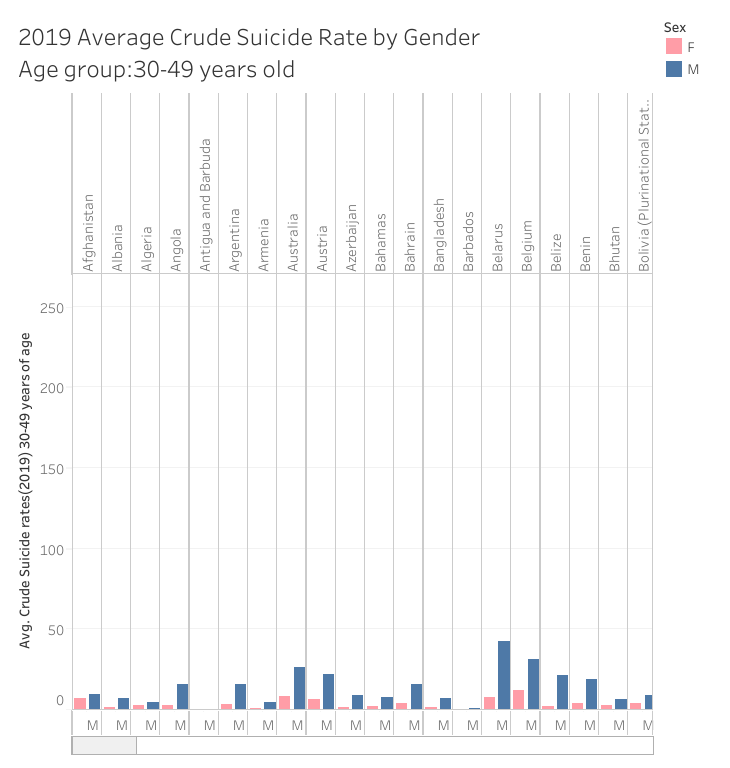 2019 Average Crude Suicide Rate by Gender
Age group:30-49 years old
Sex
F
M
Afghanistan
Albania
Algeria
Angola
Antigua and Barbuda
Argentina
Armenia
Australia
Austria
Azerbaijan
Bahamas
Bahrain
Bangladesh
Barbados
Belarus
Belgium
Belize
Benin
Bhutan
Bolivia (Plurinational Stat..
Avg. Crude Suicide rates(2019) 30-49 years of age
250
200
150
100
50
0
M M M M M M M M M M M M M M M M M M M M